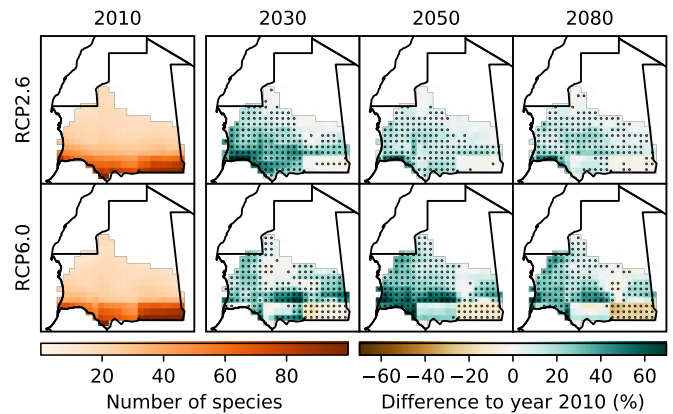 2010 2030 2050 2080
RCP2.6
RCP6.0
20 40 60 80 −60 −40 −20 0 20 40 60
Number of species Difference to year 2010 (%)